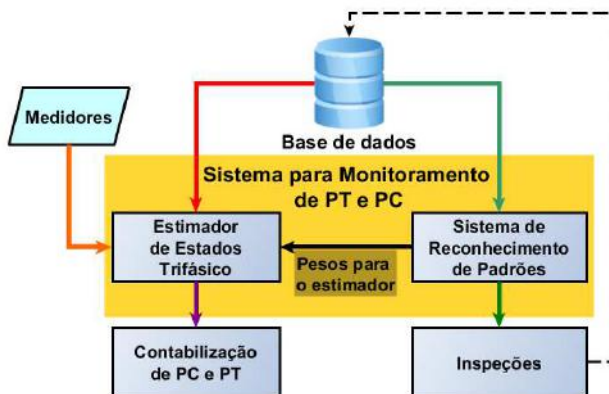 Base de dados
Medidores
Sistema para Monitoramento
de PT e PC
Estimador
de Estados
Trifásico
Pesos para
o estimador
Sistema de
Reconhecimento
de Padrões
Contabilização
de PC e PT
Inspeções